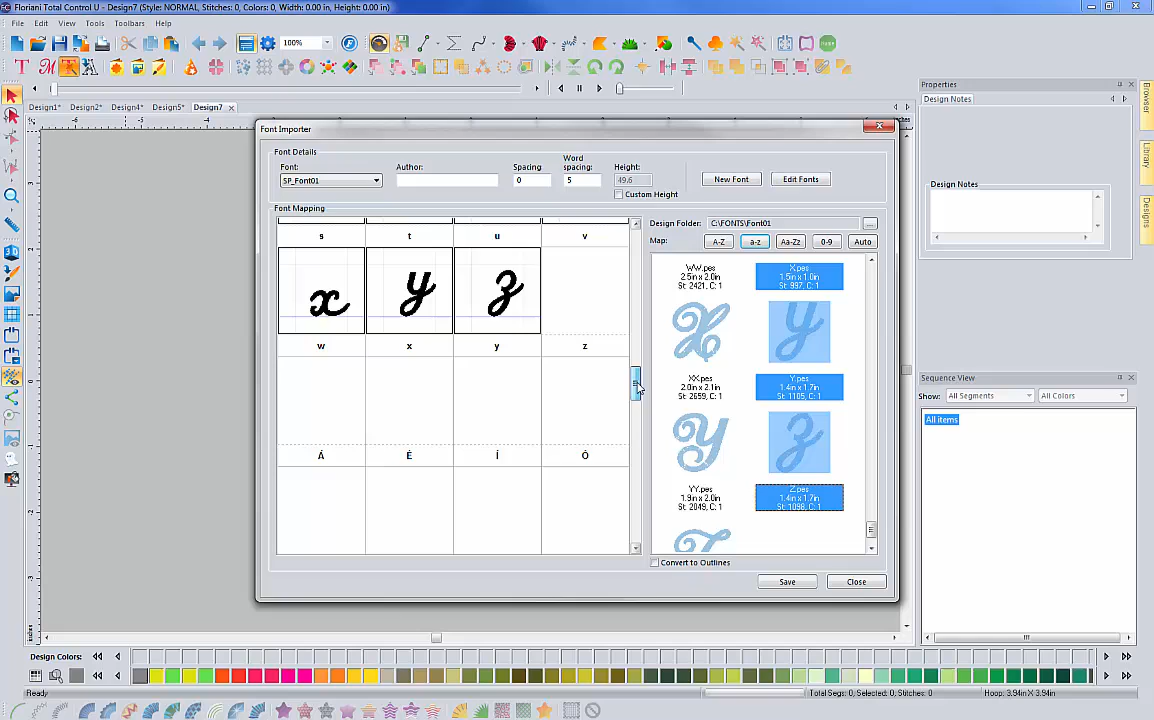 Floriani Total Control U - Design7 (Style: NORMAL, Stitches: 0, Colors: 0, Width: 0.00 in, Height: 0.00 in)
File Edit View Tools Toolbars Help
100%
Design1* Design2* Design4* Design5* Design7
-6 -5 -4
Font Importer
Font Details
Font: Author: Spacing Word spacing: Height:
SP_Font01 0 5 49.6
Custom Height
New Font Edit Fonts
Font Mapping
s t u v
x y z
w x y z
Á É Í Ó
Design Folder: C:\FONTS\Font01 ...
Map: A-Z a-z Aa-Zz 0-9 Auto
WW.pes
2.5in x 2.0in
St: 2421, C: 1
X.pes
1.5in x 1.0in
St: 997, C: 1
X y
XX.pes
2.0in x 2.1in
St: 2659, C: 1
Y.pes
1.4in x 1.7in
St: 1105, C: 1
Y z
YY.pes
1.9in x 2.0in
St: 2049, C: 1
Z.pes
1.4in x 1.7in
St: 1098, C: 1
Convert to Outlines
Save Close
Properties
Design Notes
Design Notes
Browser
Library
Designs
Sequence View
Show: All Segments All Colors
All items
Design Colors:
Ready
Total Segs: 0, Selected: 0, Stitches: 0
Hoop: 3.94in X 3.94in